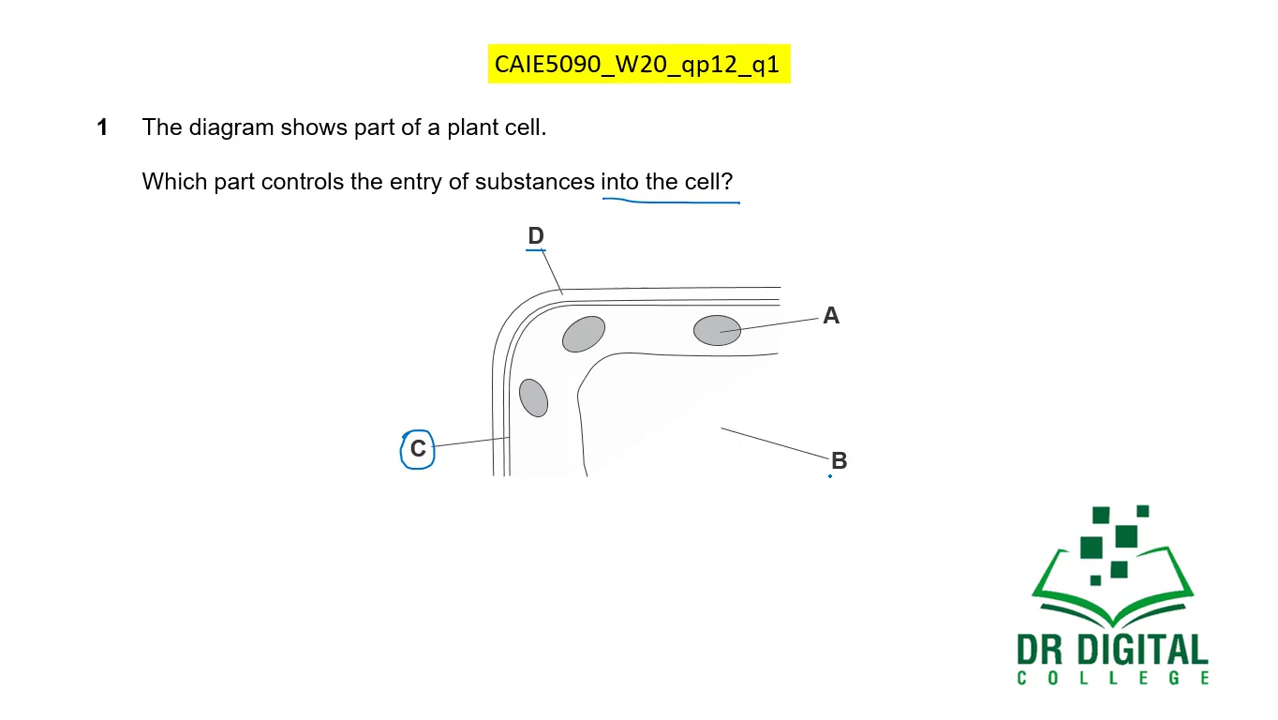 CAIE5090_W20_qp12_q1
1 The diagram shows part of a plant cell.
Which part controls the entry of substances into the cell?
D
A
C
B
DR DIGITAL
COLLEGE